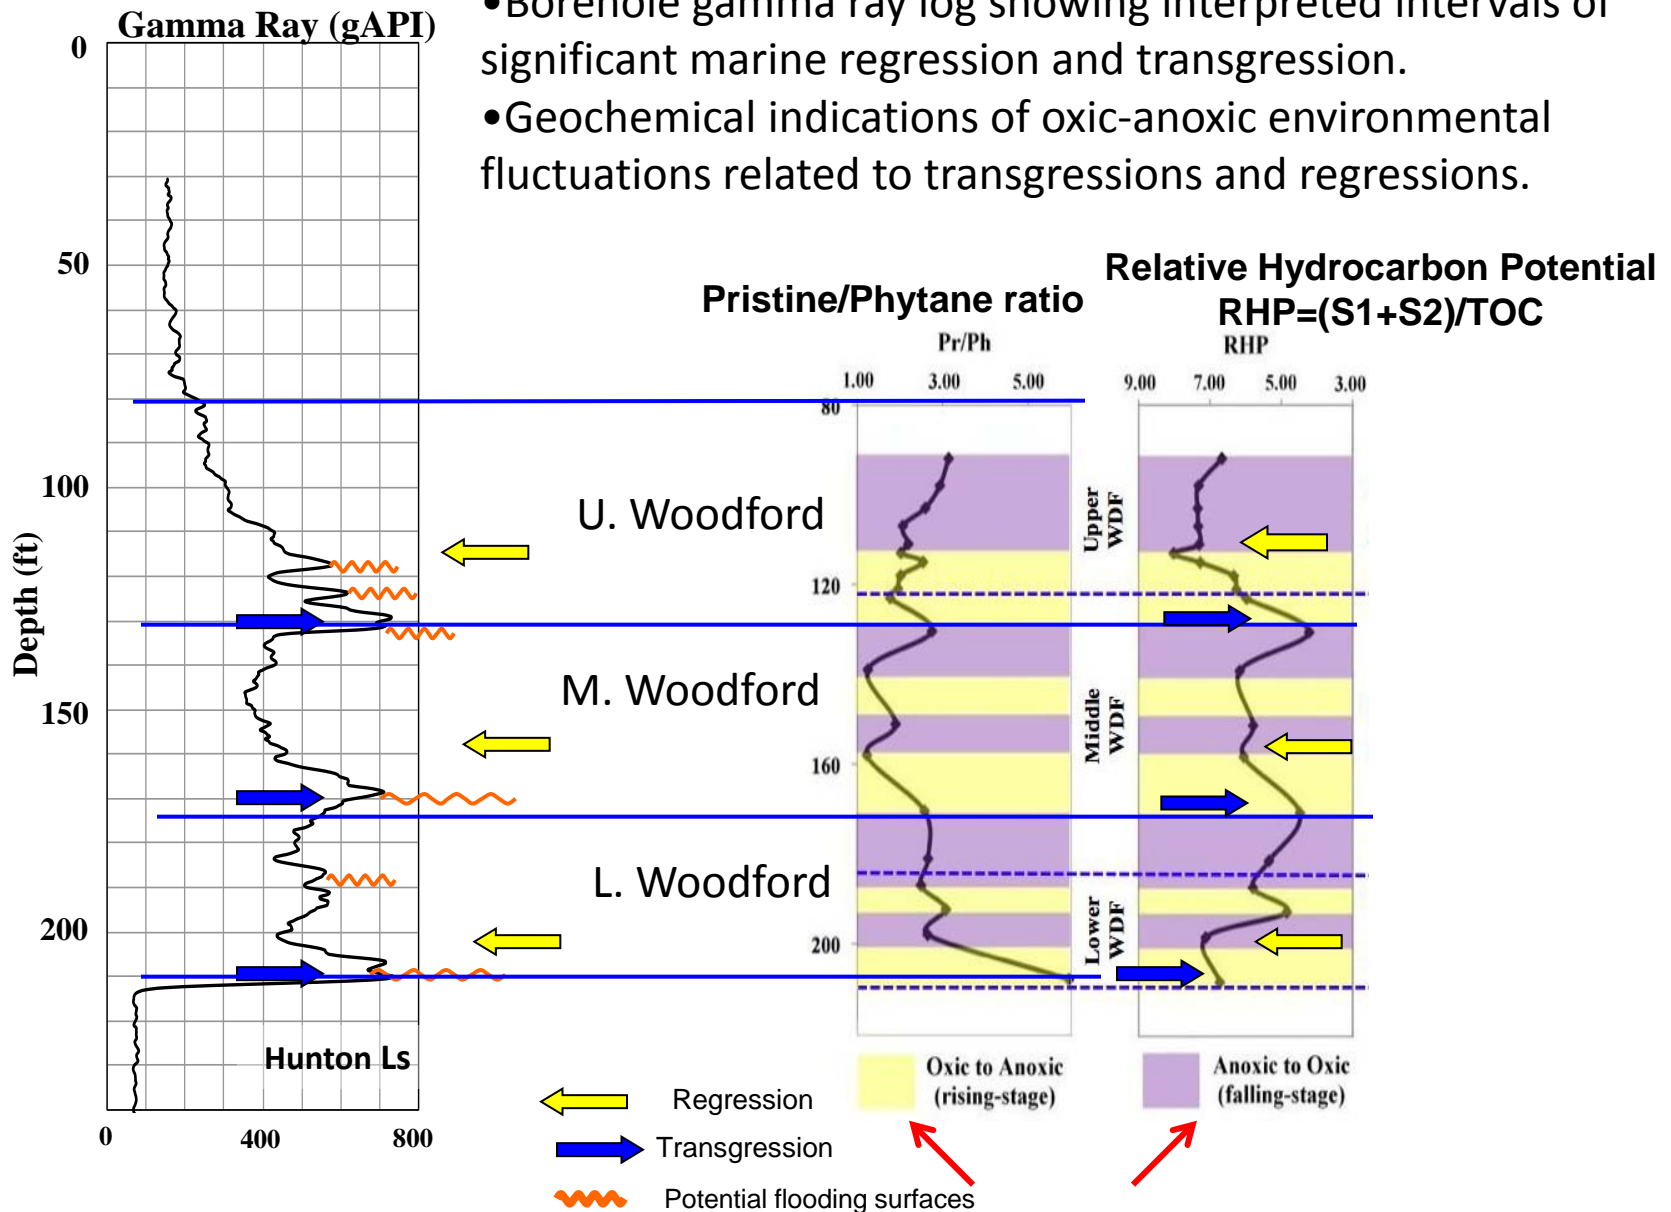 •Borehole gamma ray log showing interpreted intervals of
significant marine regression and transgression.
•Geochemical indications of oxic-anoxic environmental
fluctuations related to transgressions and regressions.
Gamma Ray (gAPI)
0
50
100
150
200
Depth (ft)
0
400
800
Hunton Ls
U. Woodford
M. Woodford
L. Woodford
Pristine/Phytane ratio
Pr/Ph
1.00
3.00
5.00
80
120
160
200
Upper
WDF
Middle
WDF
Lower
WDF
Relative Hydrocarbon Potential
RHP=(S1+S2)/TOC
RHP
9.00
7.00
5.00
3.00
Oxic to Anoxic
(rising-stage)
Anoxic to Oxic
(falling-stage)
Regression
Transgression
Potential flooding surfaces